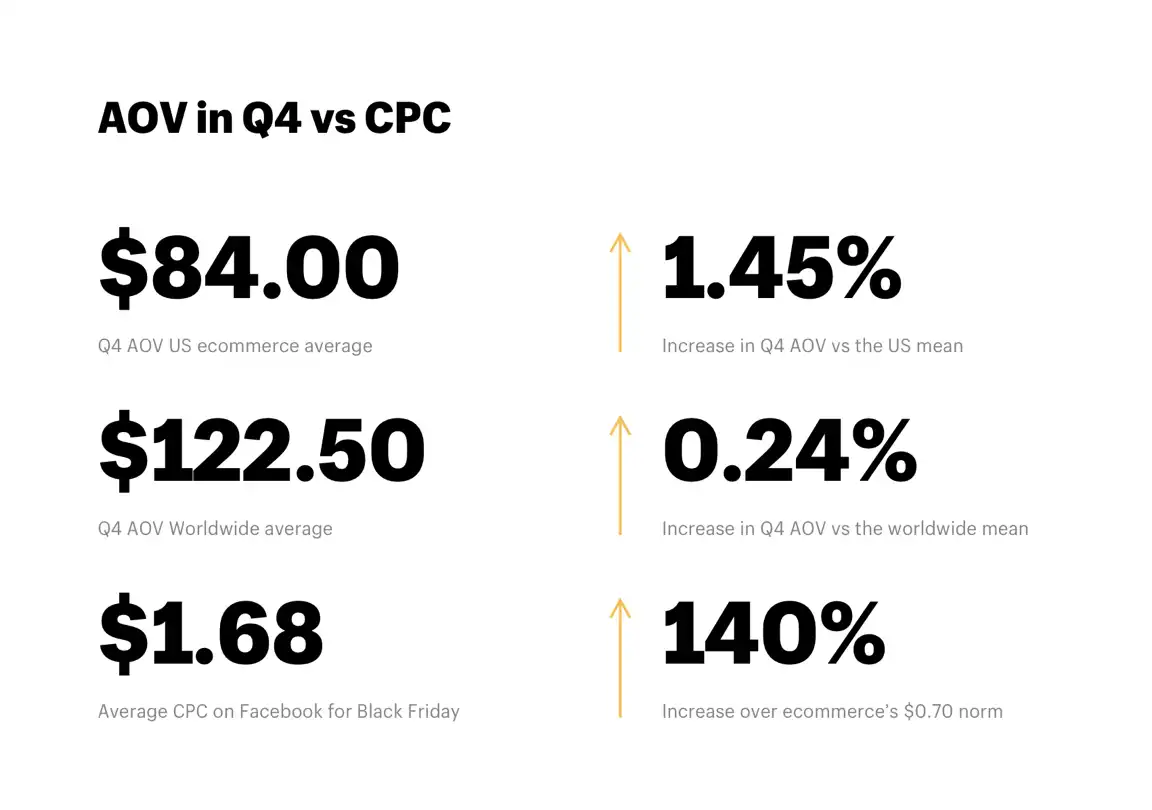 AOV in Q4 vs CPC
$84.00
Q4 AOV US ecommerce average
1.45%
Increase in Q4 AOV vs the US mean
$122.50
Q4 AOV Worldwide average
0.24%
Increase in Q4 AOV vs the worldwide mean
$1.68
Average CPC on Facebook for Black Friday
140%
Increase over ecommerce’s $0.70 norm